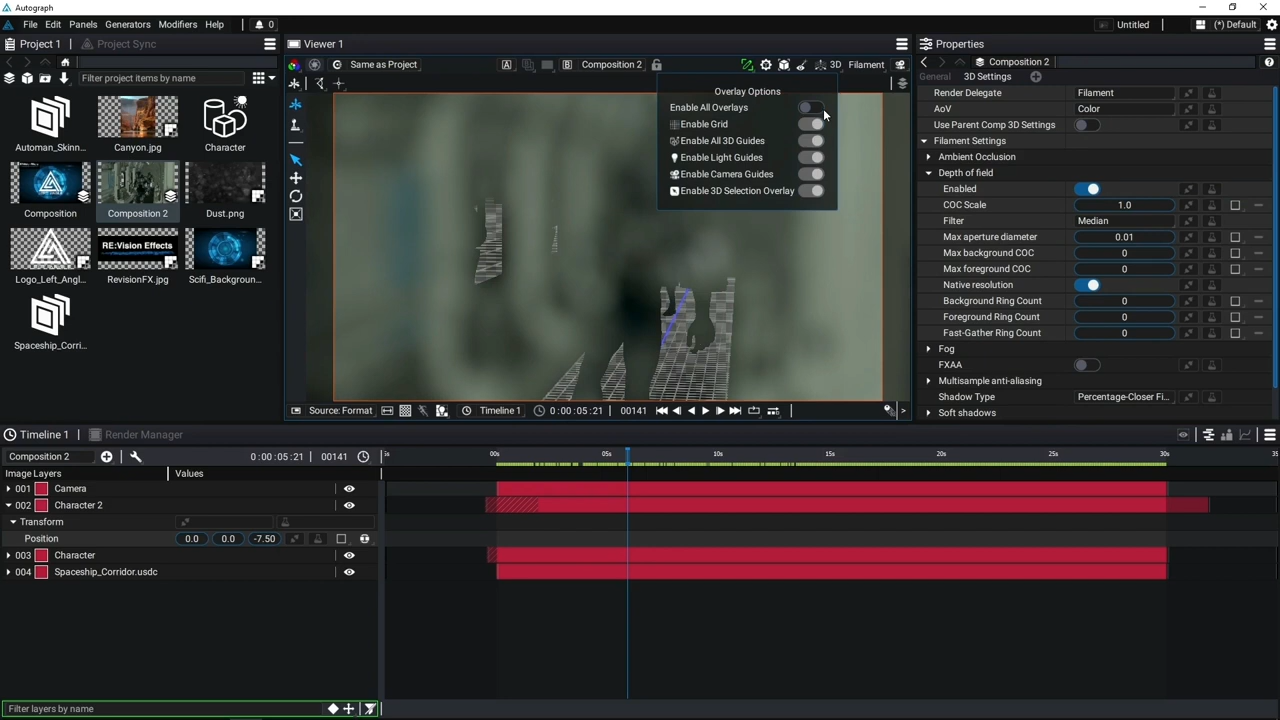 Autograph
File Edit Panels Generators Modifiers Help 0 Untitled (*) Default
Project 1 Project Sync
Filter project items by name
Automan_Skinn...
Canyon.jpg
Character
Composition
Composition 2
Dust.png
Logo_Left_Angl...
RE:Vision Effects
RevisionFX.jpg
Scifi_Backgroun...
Spaceship_Corri...
Viewer 1
Same as Project A B Composition 2 3D Filament
Overlay Options
Enable All Overlays
Enable Grid
Enable All 3D Guides
Enable Light Guides
Enable Camera Guides
Enable 3D Selection Overlay
Source: Format Timeline 1 0:00:05:21 00141
Properties
Composition 2
General 3D Settings
Render Delegate Filament
AoV Color
Use Parent Comp 3D Settings
Filament Settings
Ambient Occlusion
Depth of field
Enabled
COC Scale 1.0
Filter Median
Max aperture diameter 0.01
Max background COC 0
Max foreground COC 0
Native resolution
Background Ring Count 0
Foreground Ring Count 0
Fast-Gather Ring Count 0
Fog
FXAA
Multisample anti-aliasing
Shadow Type Percentage-Closer Fi...
Soft shadows
Timeline 1 Render Manager
Composition 2 0:00:05:21 00141
00s 05s 10s 15s 20s 25s 30s
Image Layers Values
001 Camera
002 Character 2
Transform
Position 0.0 0.0 -7.50
003 Character
004 Spaceship_Corridor.usdc
Filter layers by name